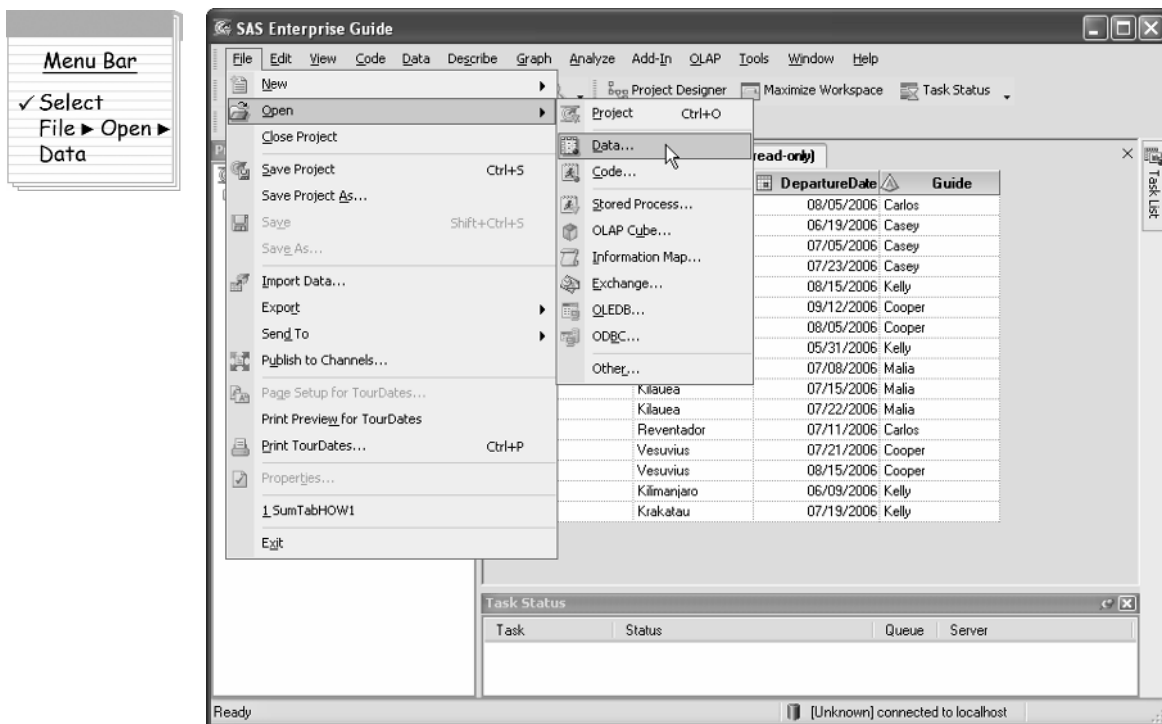 Menu Bar
✓ Select
File ► Open ►
Data
SAS Enterprise Guide
File Edit View Code Data Describe Graph Analyze Add-In OLAP Tools Window Help
Project Designer Maximize Workspace Task Status
New
Open
Close Project
Save Project Ctrl+S
Save Project As...
Save Shift+Ctrl+S
Save As...
Import Data...
Export
Send To
Publish to Channels...
Page Setup for TourDates...
Print Preview for TourDates
Print TourDates... Ctrl+P
Properties...
1 SumTabHOW1
Exit
Project Ctrl+O
Data...
Code...
Stored Process...
OLAP Cube...
Information Map...
Exchange...
OLEDB...
ODBC...
Other...
read-only)
DepartureDate Guide
08/05/2006 Carlos
06/19/2006 Casey
07/05/2006 Casey
07/23/2006 Casey
08/15/2006 Kelly
09/12/2006 Cooper
08/05/2006 Cooper
05/31/2006 Kelly
07/08/2006 Malia
Kilauea 07/15/2006 Malia
Kilauea 07/22/2006 Malia
Reventador 07/11/2006 Carlos
Vesuvius 07/21/2006 Cooper
Vesuvius 08/15/2006 Cooper
Kilimanjaro 06/09/2006 Kelly
Krakatau 07/19/2006 Kelly
Task List
Task Status
Task Status Queue Server
Ready
[Unknown] connected to localhost